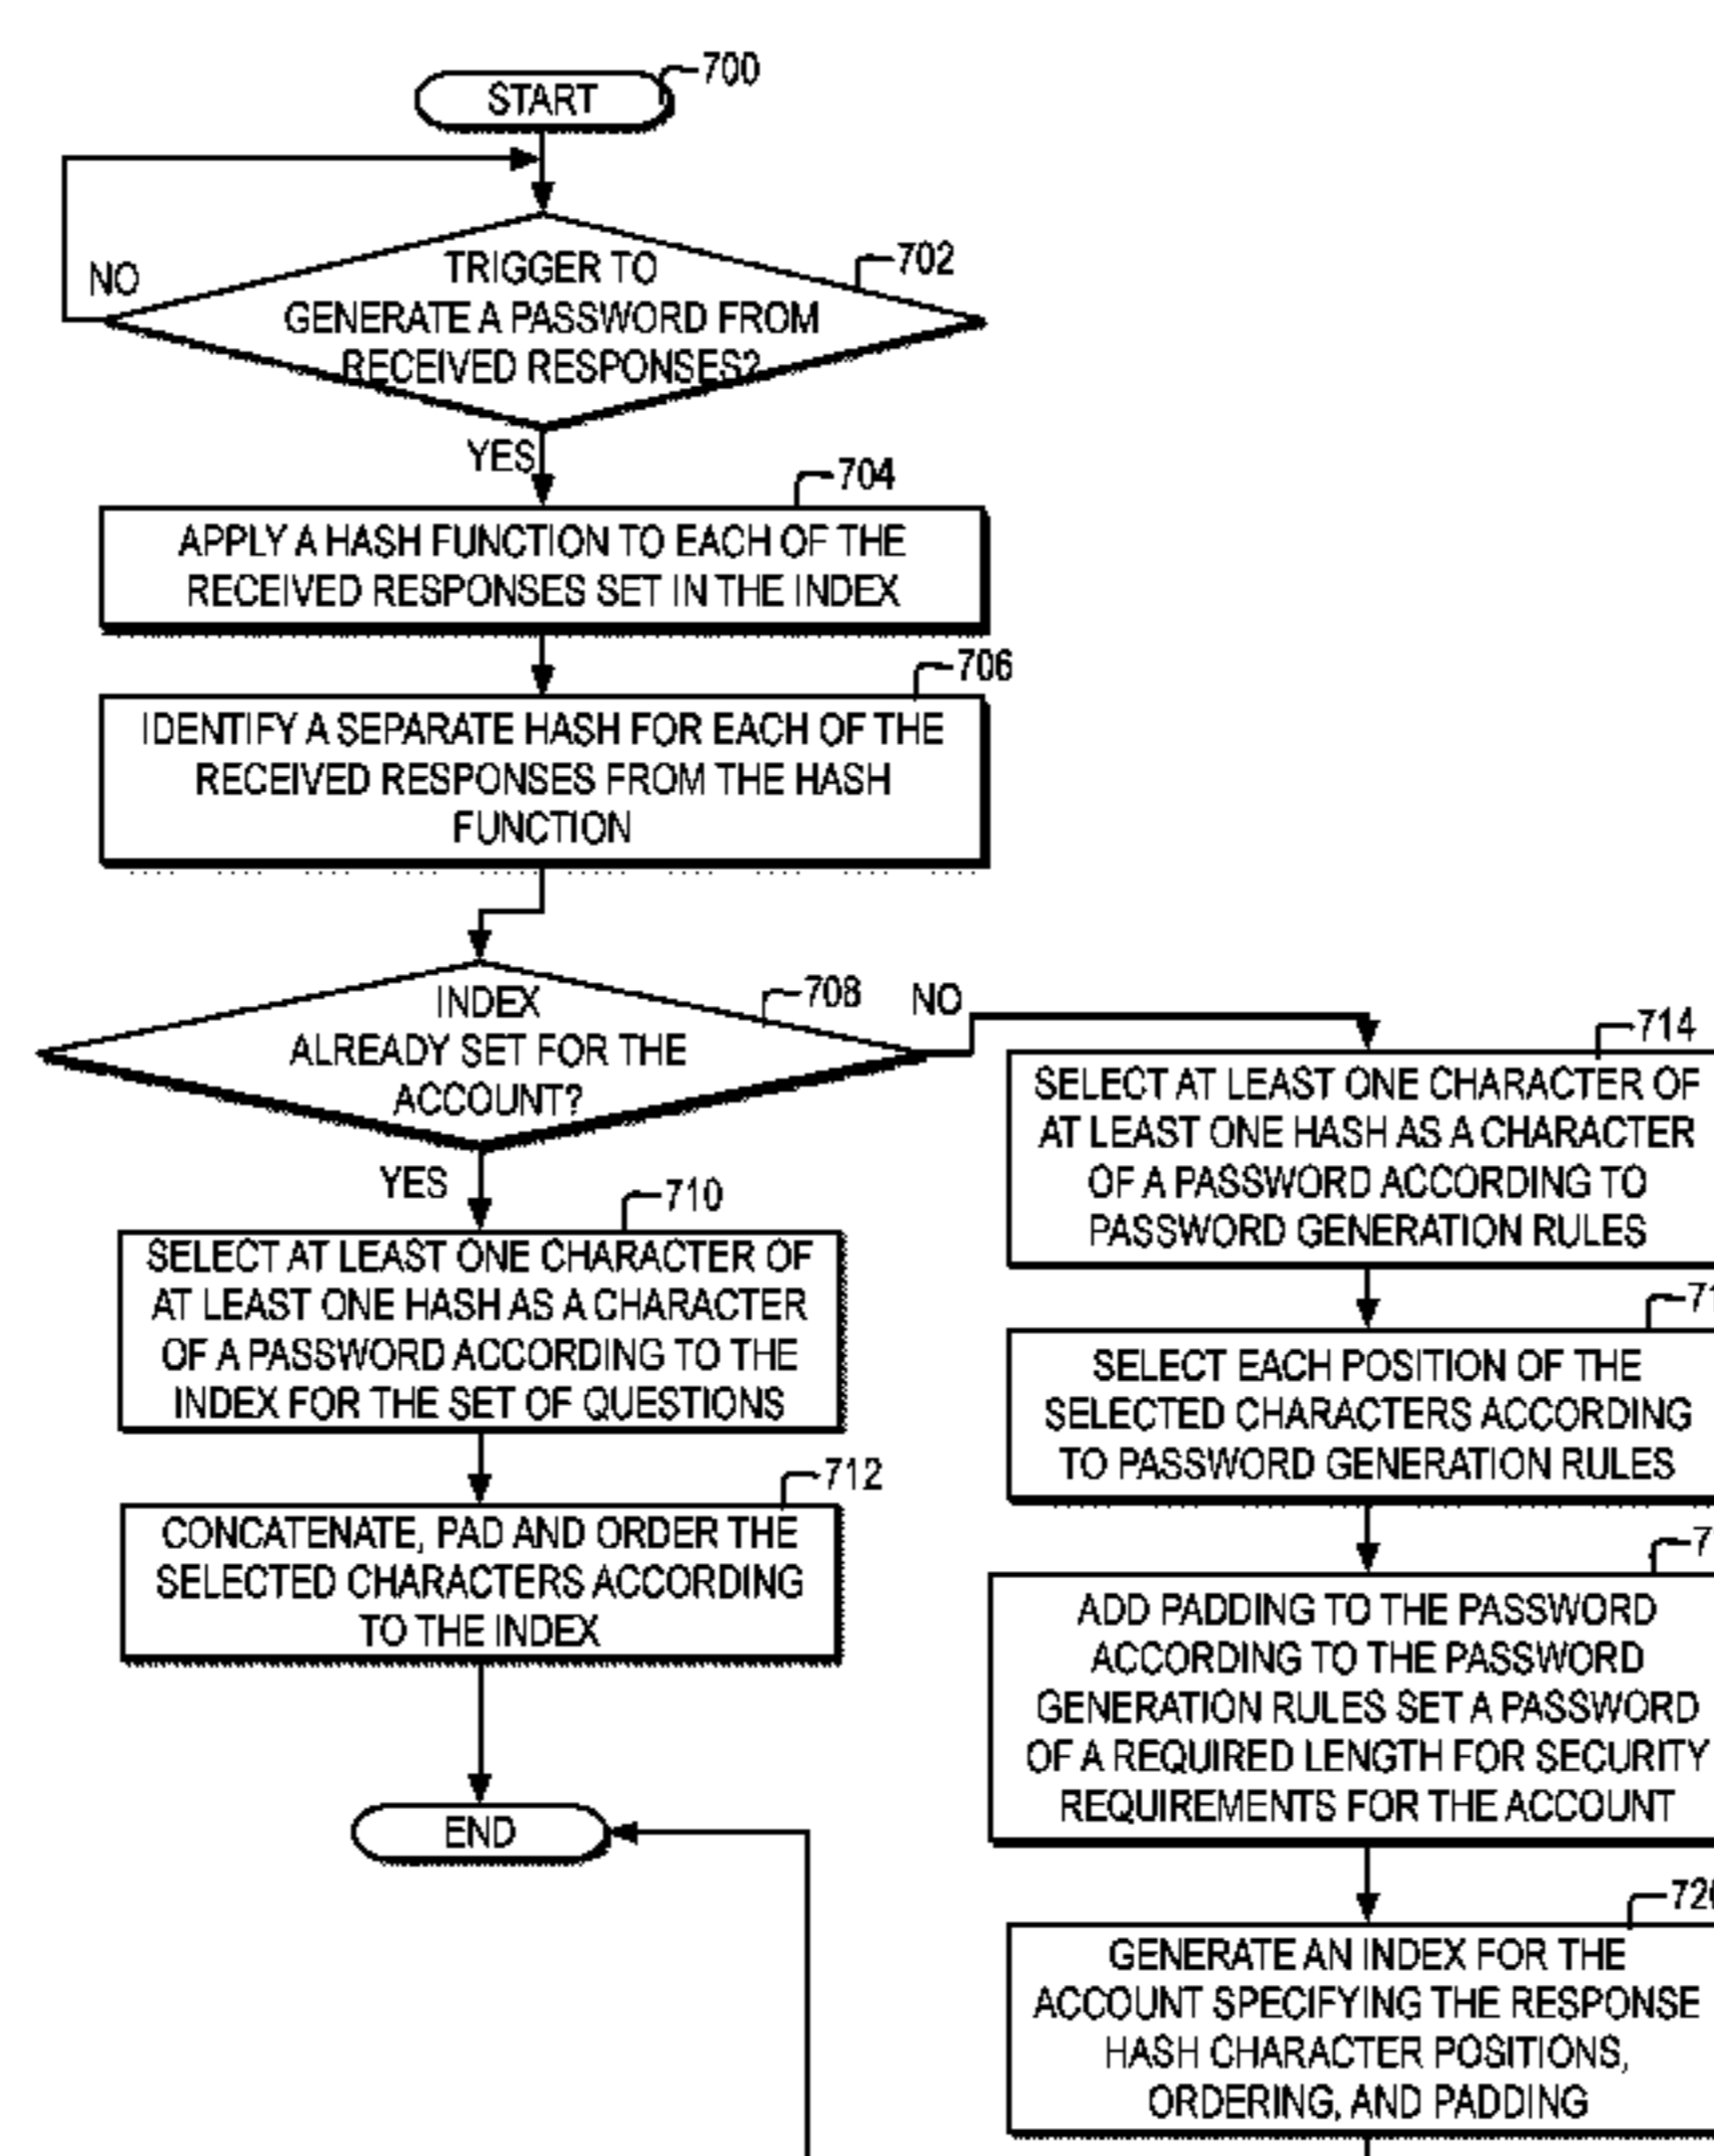 START
700
TRIGGER TO
GENERATE A PASSWORD FROM
RECEIVED RESPONSES?
702
NO
YES
704
APPLY A HASH FUNCTION TO EACH OF THE
RECEIVED RESPONSES SET IN THE INDEX
706
IDENTIFY A SEPARATE HASH FOR EACH OF THE
RECEIVED RESPONSES FROM THE HASH
FUNCTION
INDEX
ALREADY SET FOR THE
ACCOUNT?
708
NO
YES
710
SELECT AT LEAST ONE CHARACTER OF
AT LEAST ONE HASH AS A CHARACTER
OF A PASSWORD ACCORDING TO THE
INDEX FOR THE SET OF QUESTIONS
712
CONCATENATE, PAD AND ORDER THE
SELECTED CHARACTERS ACCORDING
TO THE INDEX
END
714
SELECT AT LEAST ONE CHARACTER OF
AT LEAST ONE HASH AS A CHARACTER
OF A PASSWORD ACCORDING TO
PASSWORD GENERATION RULES
SELECT EACH POSITION OF THE
SELECTED CHARACTERS ACCORDING
TO PASSWORD GENERATION RULES
ADD PADDING TO THE PASSWORD
ACCORDING TO THE PASSWORD
GENERATION RULES SET A PASSWORD
OF A REQUIRED LENGTH FOR SECURITY
REQUIREMENTS FOR THE ACCOUNT
720
GENERATE AN INDEX FOR THE
ACCOUNT SPECIFYING THE RESPONSE
HASH CHARACTER POSITIONS,
ORDERING, AND PADDING